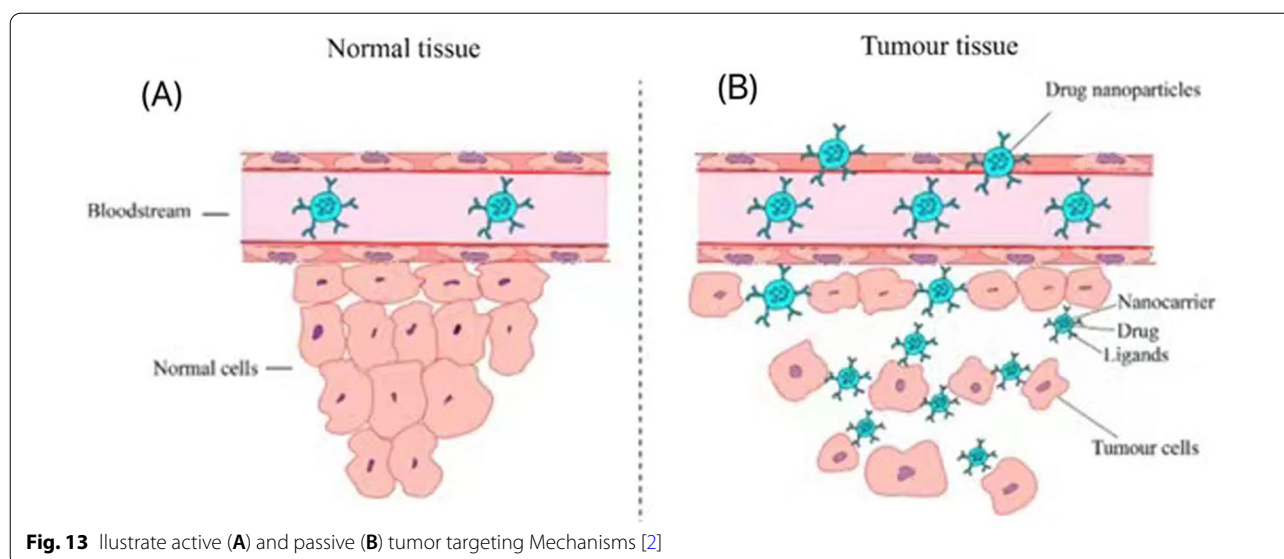 Normal tissue
Tumour tissue
(A)
(B)
Drug nanoparticles
Bloodstream
Nanocarrier
Drug
Ligands
Normal cells
Tumour cells
Fig. 13 Ilustrate active (A) and passive (B) tumor targeting Mechanisms [2]